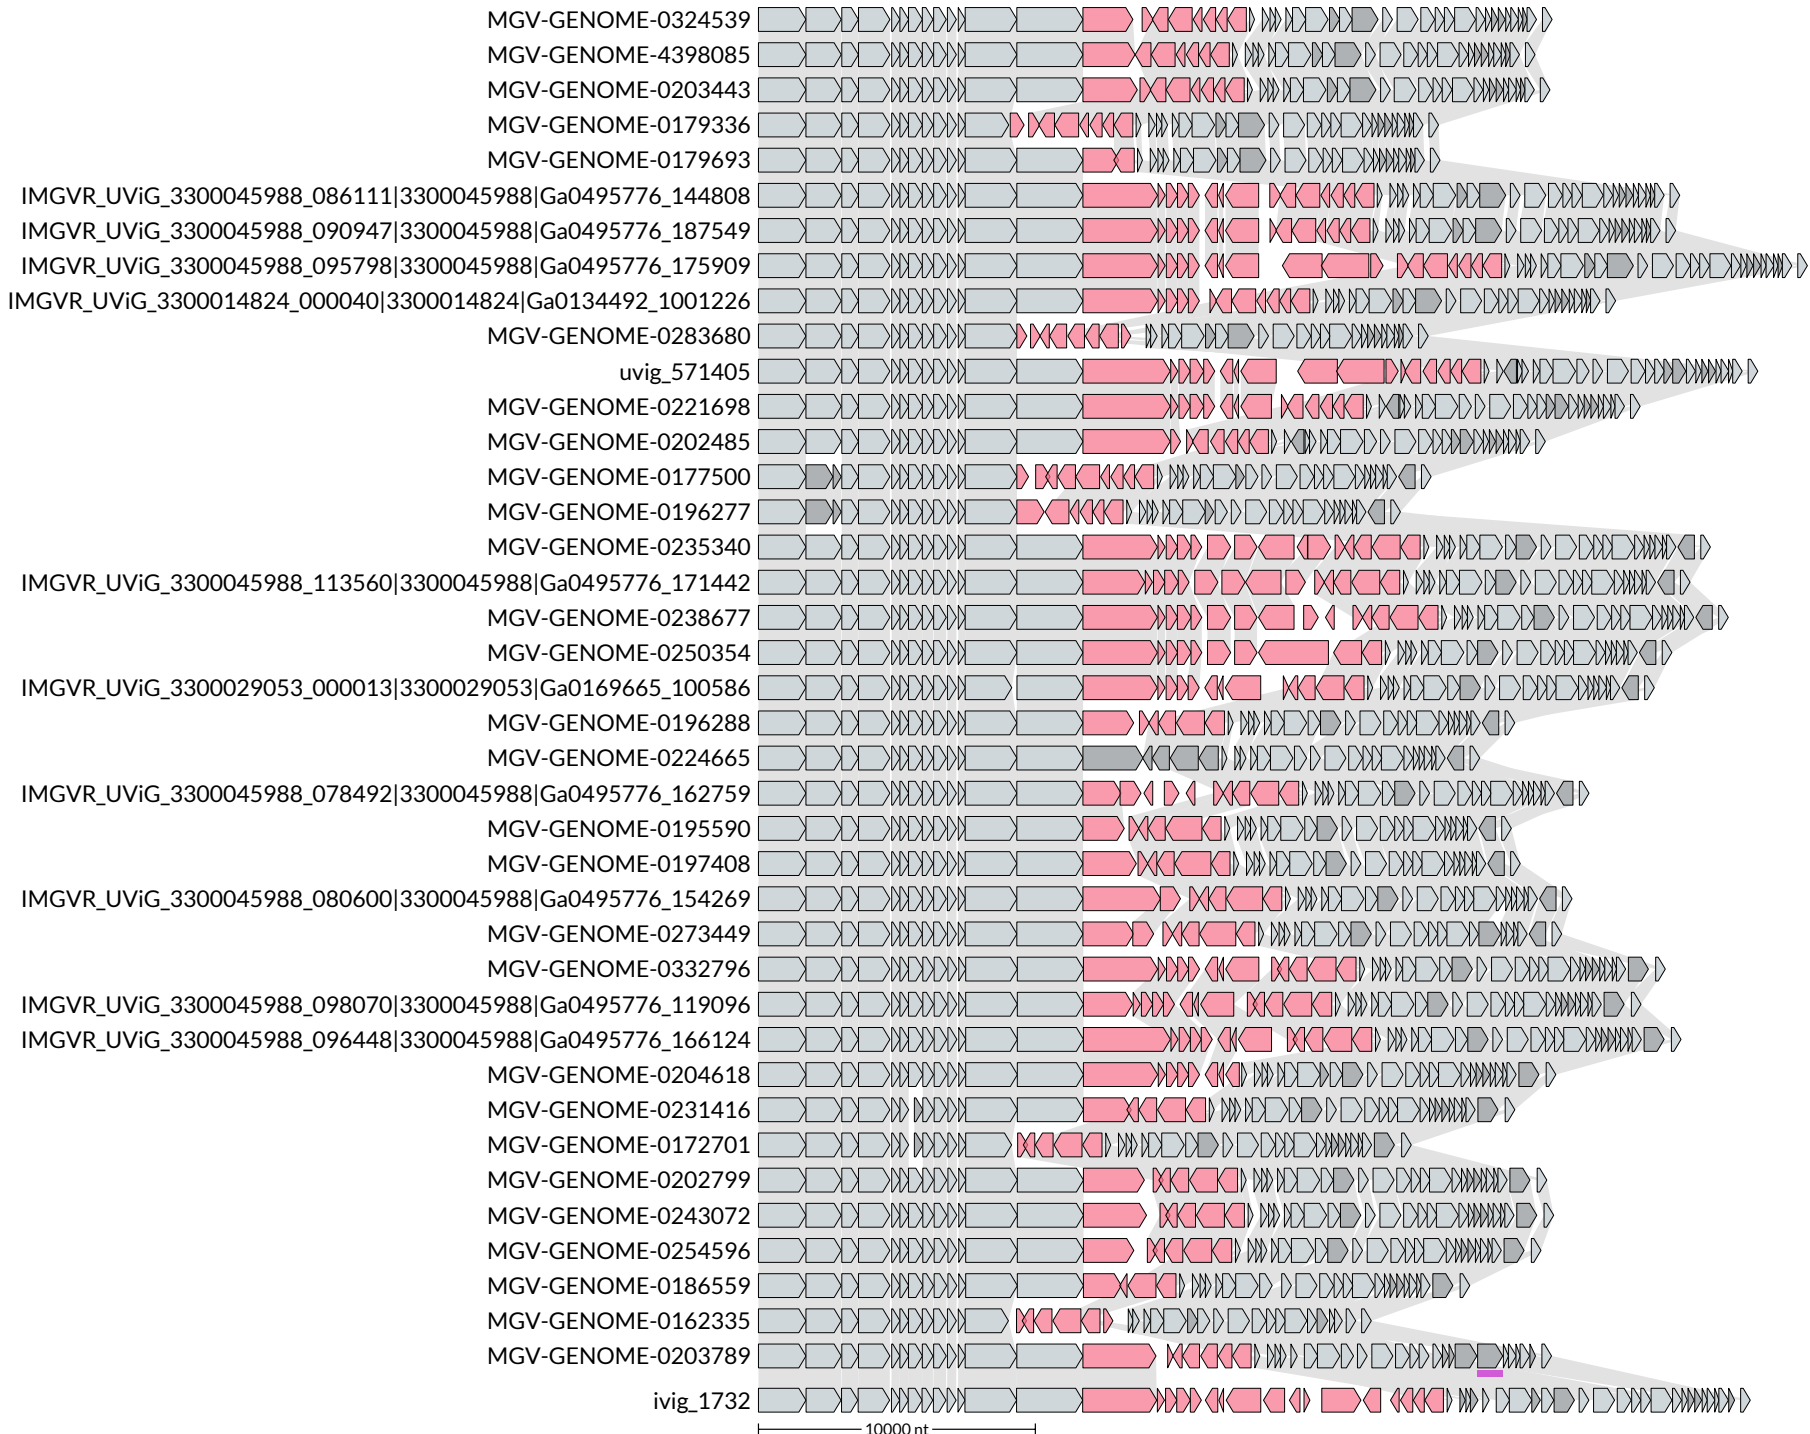 MGV-GENOME-0324539
MGV-GENOME-4398085
MGV-GENOME-0203443
MGV-GENOME-0179336
MGV-GENOME-0179693
IMGVR_UViG_3300045988_086111|3300045988|Ga0495776_144808
IMGVR_UViG_3300045988_090947|3300045988|Ga0495776_187549
IMGVR_UViG_3300045988_095798|3300045988|Ga0495776_175909
IMGVR_UViG_3300014824_000040|3300014824|Ga0134492_1001226
MGV-GENOME-0283680
uvig_571405
MGV-GENOME-0221698
MGV-GENOME-0202485
MGV-GENOME-0177500
MGV-GENOME-0196277
MGV-GENOME-0235340
IMGVR_UViG_3300045988_113560|3300045988|Ga0495776_171442
MGV-GENOME-0238677
MGV-GENOME-0250354
IMGVR_UViG_3300029053_000013|3300029053|Ga0169665_100586
MGV-GENOME-0196288
MGV-GENOME-0224665
IMGVR_UViG_3300045988_078492|3300045988|Ga0495776_162759
MGV-GENOME-0195590
MGV-GENOME-0197408
IMGVR_UViG_3300045988_080600|3300045988|Ga0495776_154269
MGV-GENOME-0273449
MGV-GENOME-0332796
IMGVR_UViG_3300045988_098070|3300045988|Ga0495776_119096
IMGVR_UViG_3300045988_096448|3300045988|Ga0495776_166124
MGV-GENOME-0204618
MGV-GENOME-0231416
MGV-GENOME-0172701
MGV-GENOME-0202799
MGV-GENOME-0243072
MGV-GENOME-0254596
MGV-GENOME-0186559
MGV-GENOME-0162335
MGV-GENOME-0203789
ivig_1732
10000 nt